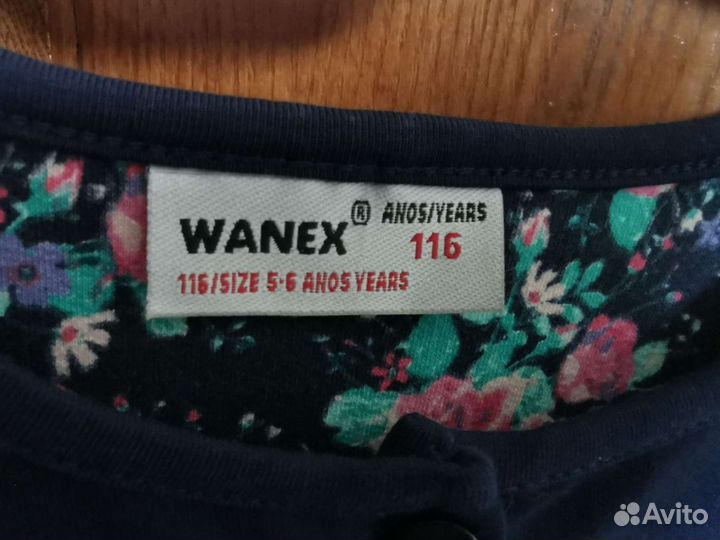 WANEX® ANOS/YEARS
116
116/SIZE 5-6 ANOS YEARS
Avito